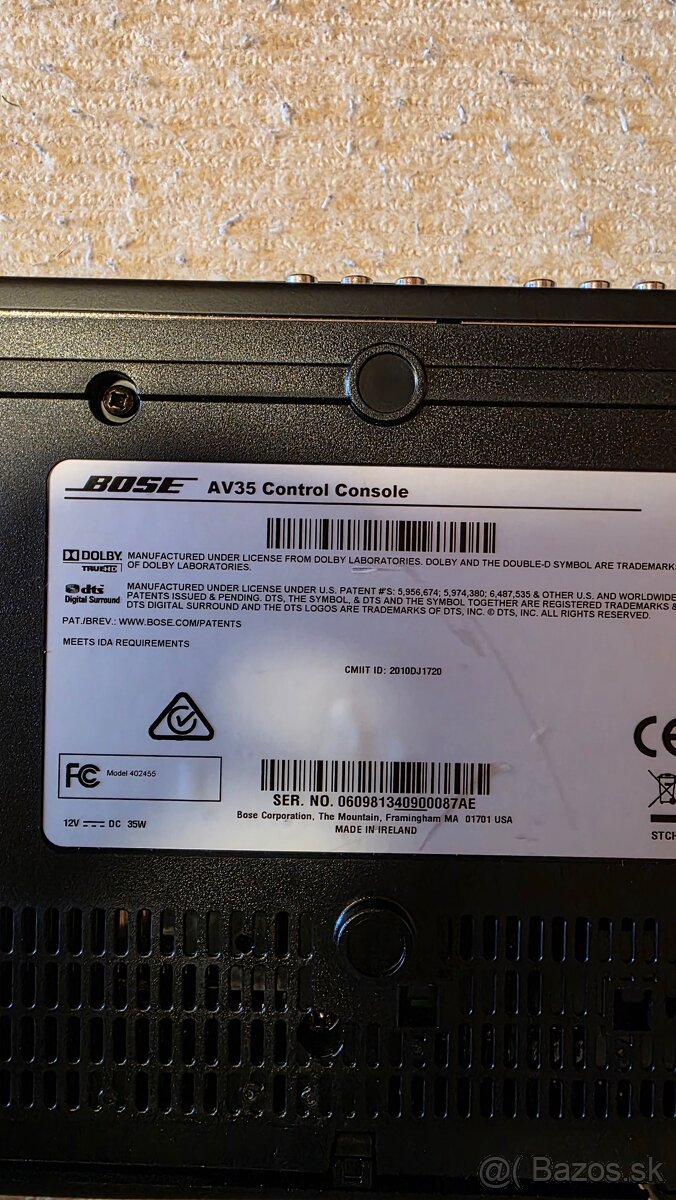 BOSE AV35 Control Console
DOLBY. TRUEHD
MANUFACTURED UNDER LICENSE FROM DOLBY LABORATORIES. DOLBY AND THE DOUBLE-D SYMBOL ARE TRADEMARKS
OF DOLBY LABORATORIES.
dts Digital Surround
MANUFACTURED UNDER LICENSE UNDER U.S. PATENT #'S: 5,956,674; 5,974,380; 6,487,535 & OTHER U.S. AND WORLDWIDE
PATENTS ISSUED & PENDING. DTS, THE SYMBOL, & DTS AND THE SYMBOL TOGETHER ARE REGISTERED TRADEMARKS &
DTS DIGITAL SURROUND AND THE DTS LOGOS ARE TRADEMARKS OF DTS, INC. © DTS, INC. ALL RIGHTS RESERVED.
PAT./BREV.: WWW.BOSE.COM/PATENTS
MEETS IDA REQUIREMENTS
CMIIT ID: 2010DJ1720
CE
FC Model 402455
SER. NO. 060981340900087AE
Bose Corporation, The Mountain, Framingham MA 01701 USA
12V DC 35W
MADE IN IRELAND
STCH
@( Bazos.sk